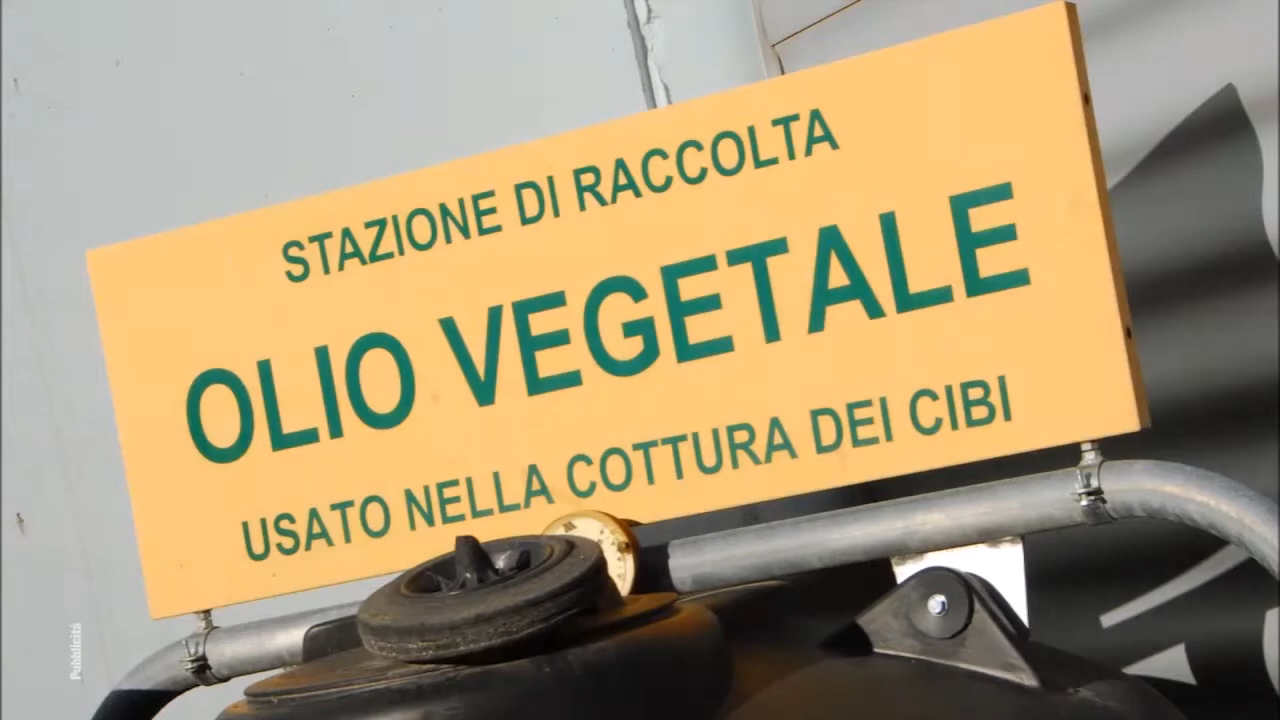 STAZIONE DI RACCOLTA
OLIO VEGETALE
USATO NELLA COTTURA DEI CIBI
Pubblicità